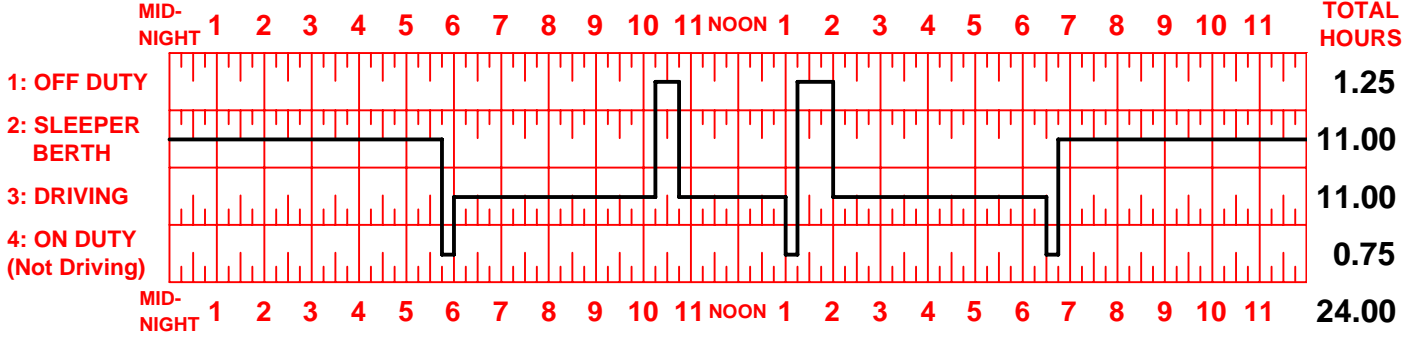 MID-
NIGHT 1 2 3 4 5 6 7 8 9 10 11 NOON 1 2 3 4 5 6 7 8 9 10 11
TOTAL
HOURS
1: OFF DUTY 1.25
2: SLEEPER
BERTH 11.00
3: DRIVING 11.00
4: ON DUTY
(Not Driving) 0.75
MID-
NIGHT 1 2 3 4 5 6 7 8 9 10 11 NOON 1 2 3 4 5 6 7 8 9 10 11 24.00